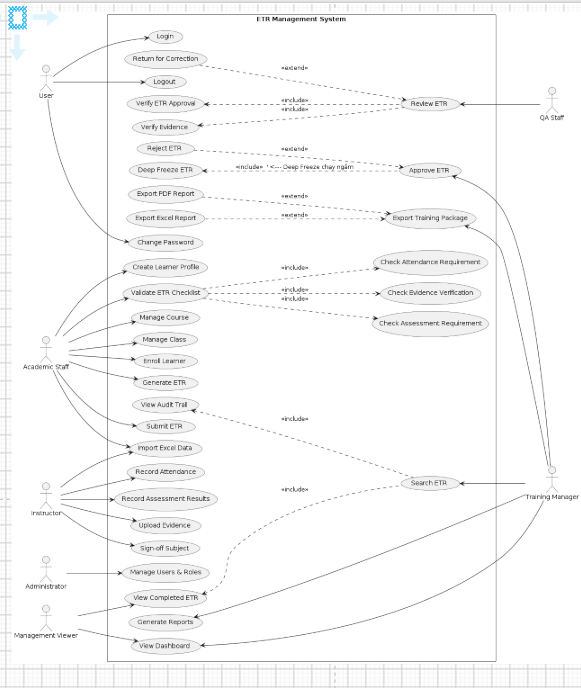 ETR Management System
Login
Return for Correction
«extend»
User
Logout
Verify ETR Approval
«include»
«include»
Review ETR
QA Staff
Verify Evidence
Reject ETR
«extend»
Deep Freeze ETR
«include» ' <--- Deep Freeze chạy ngầm
Approve ETR
Export PDF Report
«extend»
Export Excel Report
«extend»
Export Training Package
Change Password
Create Learner Profile
Check Attendance Requirement
«include»
Validate ETR Checklist
«include»
«include»
Check Evidence Verification
Manage Course
Check Assessment Requirement
Manage Class
Academic Staff
Enroll Learner
Generate ETR
View Audit Trail
«include»
Submit ETR
Import Excel Data
Record Attendance
Search ETR
«include»
Training Manager
Instructor
Record Assessment Results
Upload Evidence
Sign-off Subject
Administrator
Manage Users & Roles
View Completed ETR
Management Viewer
Generate Reports
View Dashboard